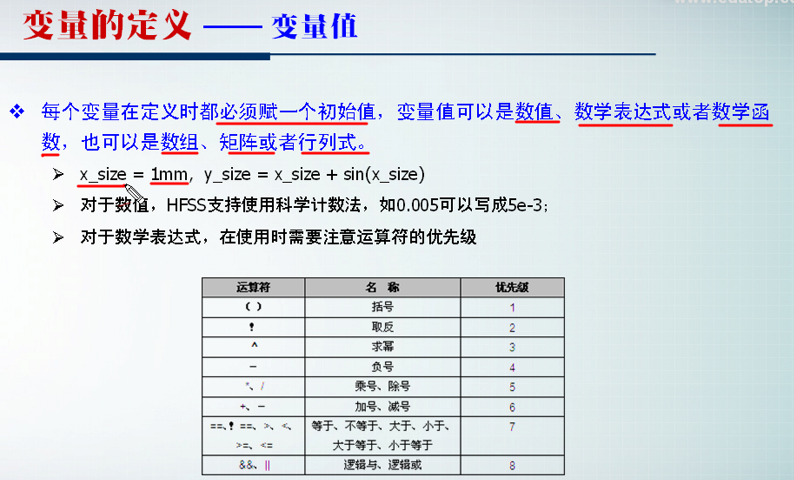 变量的定义 —— 变量值
❖ 每个变量在定义时都必须赋一个初始值，变量值可以是数值、数学表达式或者数学函
数，也可以是数组、矩阵或者行列式。
➢ x_size = 1mm, y_size = x_size + sin(x_size)
➢ 对于数值，HFSS支持使用科学计数法，如0.005可以写成5e-3；
➢ 对于数学表达式，在使用时需要注意运算符的优先级
运算符 名 称 优先级
( ) 括号 1
! 取反 2
^ 求幂 3
− 负号 4
*、/ 乘号、除号 5
+、− 加号、减号 6
==、! ==、>、<、 等于、不等于、大于、小于、 7
>=、<= 大于等于、小于等于
&&、|| 逻辑与、逻辑或 8